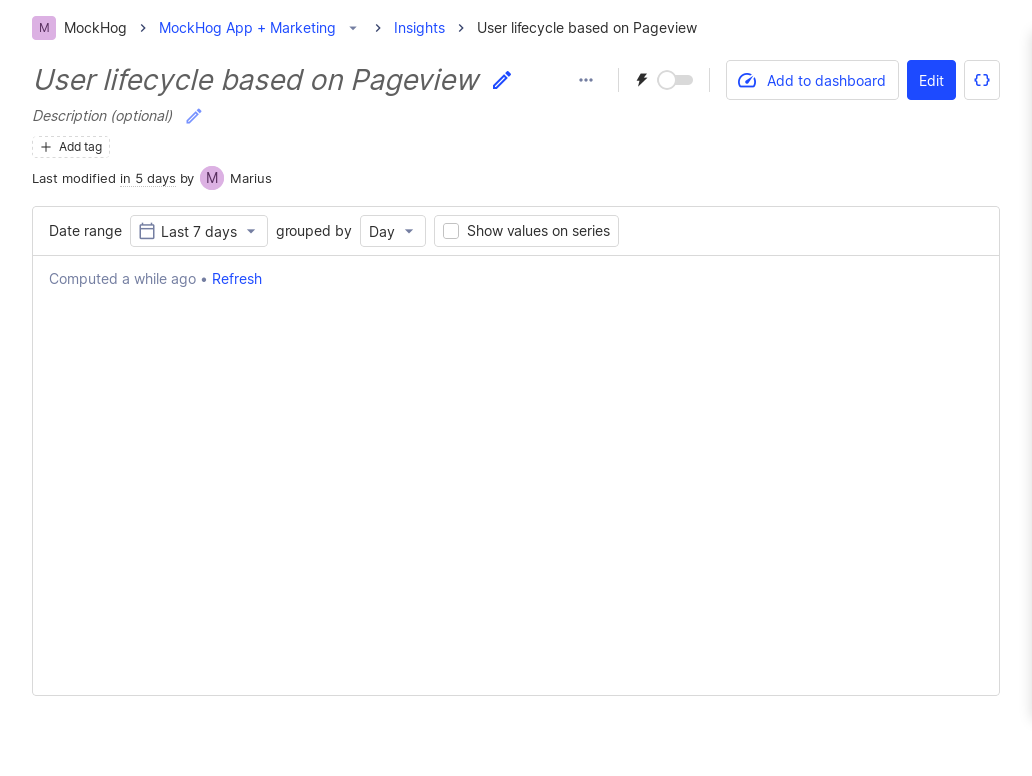 M MockHog MockHog App + Marketing Insights User lifecycle based on Pageview
User lifecycle based on Pageview
Add to dashboard Edit
Description (optional)
Add tag
Last modified in 5 days by M Marius
Date range Last 7 days grouped by Day Show values on series
Computed a while ago • Refresh